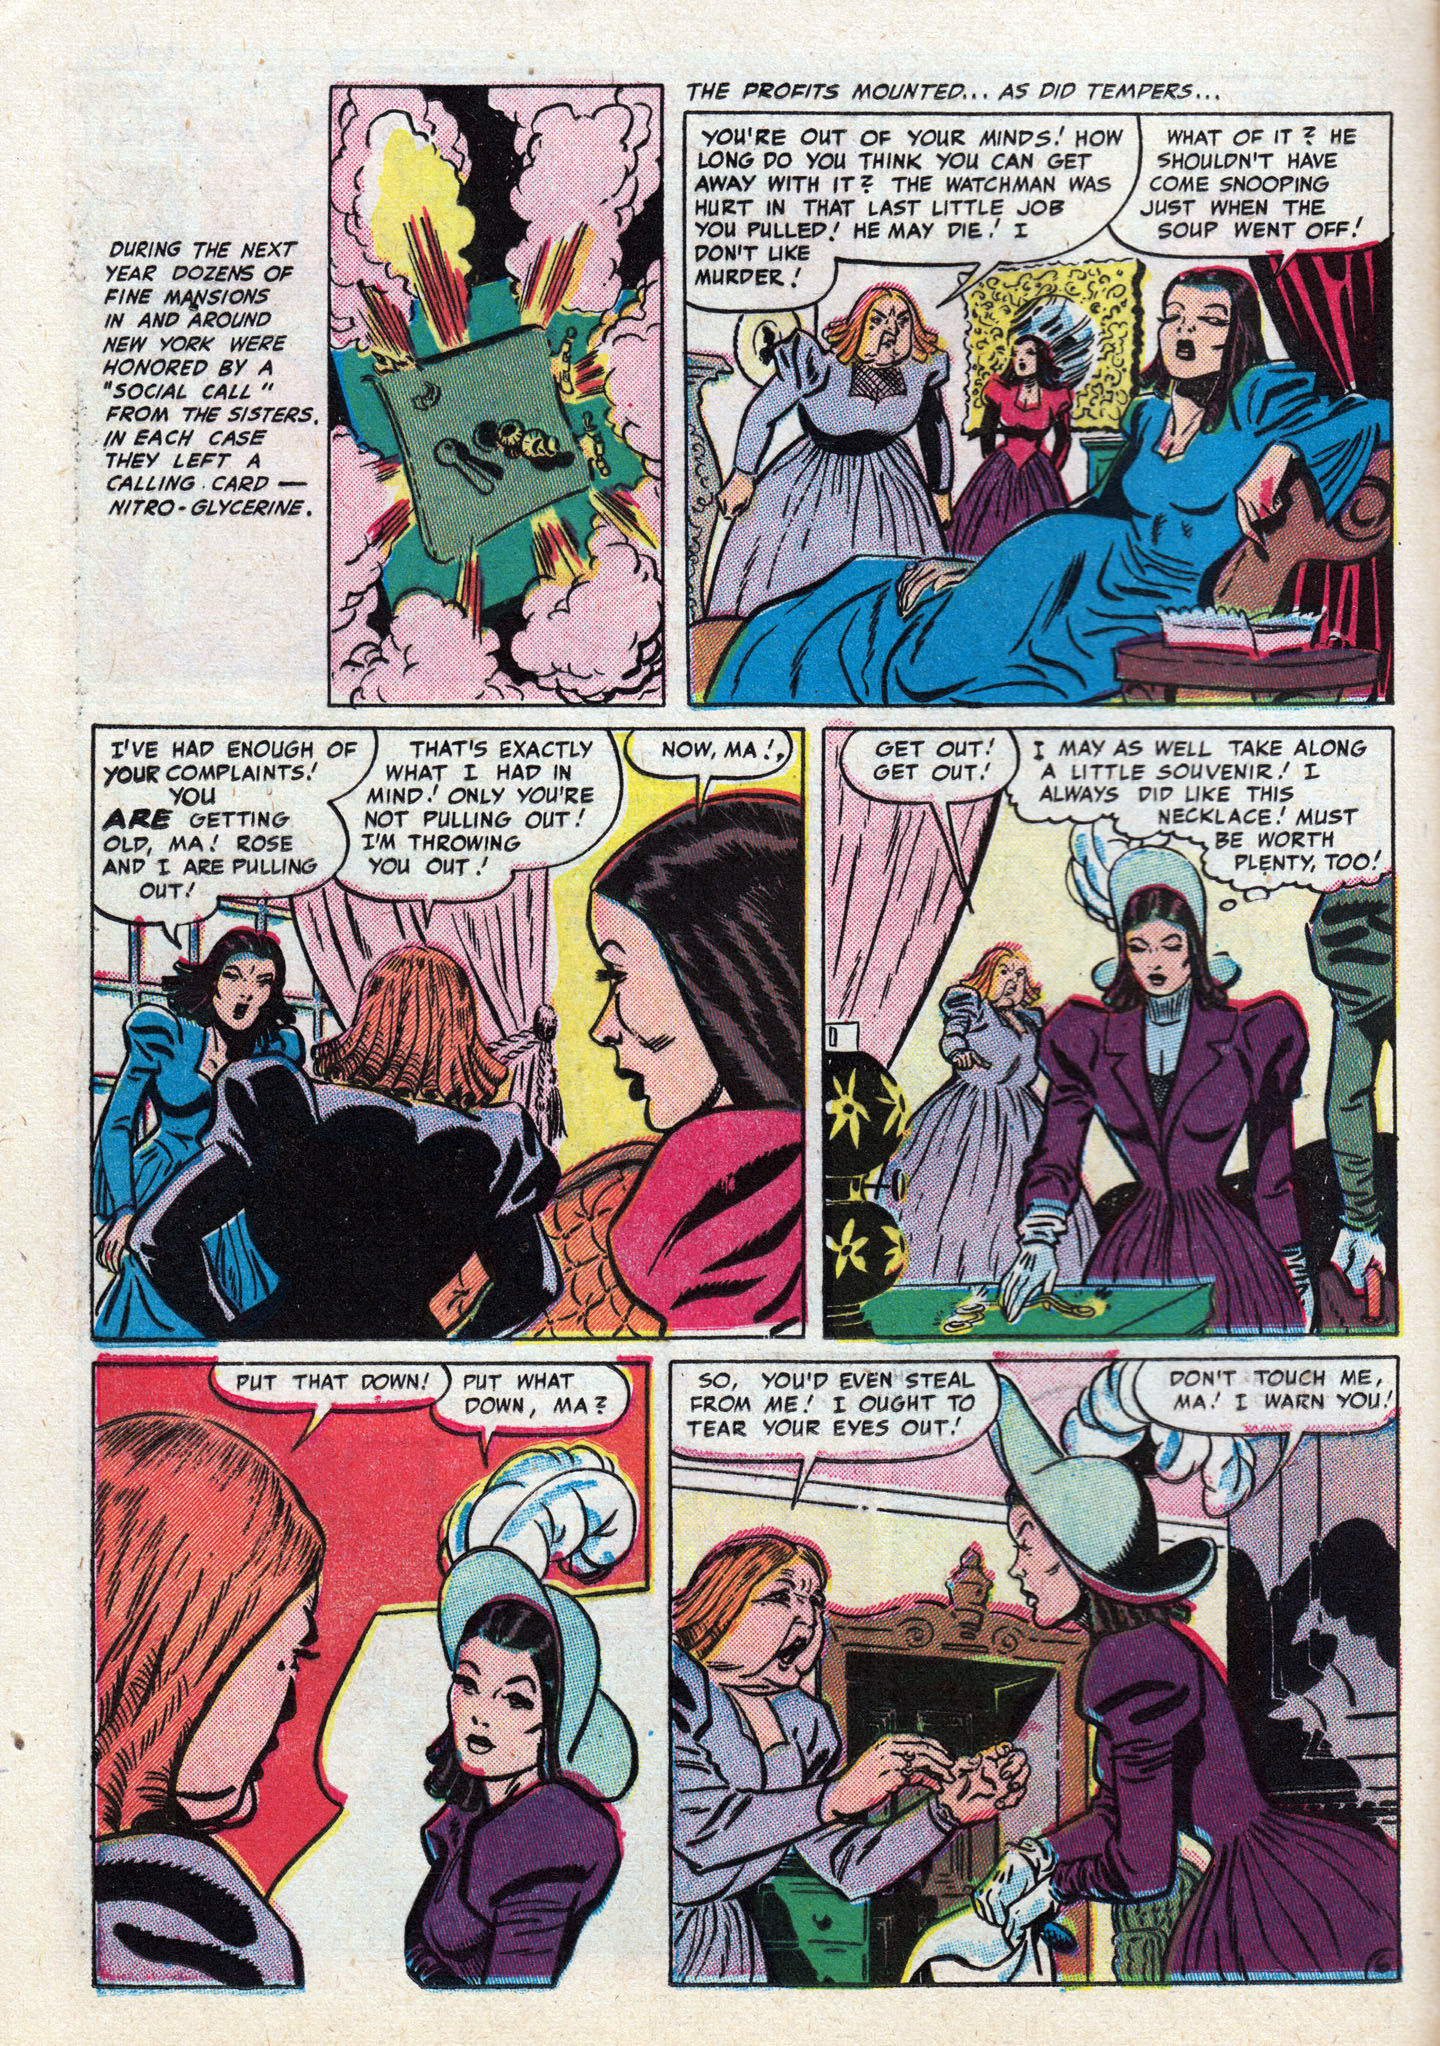 DURING THE NEXT
YEAR DOZENS OF
FINE MANSIONS
IN AND AROUND
NEW YORK WERE
HONORED BY A
"SOCIAL CALL"
FROM THE SISTERS.
IN EACH CASE
THEY LEFT A
CALLING CARD —
NITRO-GLYCERINE.
THE PROFITS MOUNTED... AS DID TEMPERS...
YOU'RE OUT OF YOUR MINDS! HOW
LONG DO YOU THINK YOU CAN GET
AWAY WITH IT? THE WATCHMAN WAS
HURT IN THAT LAST LITTLE JOB
YOU PULLED! HE MAY DIE! I
DON'T LIKE
MURDER!
WHAT OF IT? HE
SHOULDN'T HAVE
COME SNOOPING
JUST WHEN THE
SOUP WENT OFF!
I'VE HAD ENOUGH OF
YOUR COMPLAINTS!
YOU
ARE GETTING
OLD, MA! ROSE
AND I ARE PULLING
OUT!
THAT'S EXACTLY
WHAT I HAD IN
MIND! ONLY YOU'RE
NOT PULLING OUT!
I'M THROWING
YOU OUT!
NOW, MA!,
GET OUT!
GET OUT!
I MAY AS WELL TAKE ALONG
A LITTLE SOUVENIR! I
ALWAYS DID LIKE THIS
NECKLACE! MUST
BE WORTH
PLENTY, TOO!
PUT THAT DOWN!
PUT WHAT
DOWN, MA?
SO, YOU'D EVEN STEAL
FROM ME! I OUGHT TO
TEAR YOUR EYES OUT!
DON'T TOUCH ME,
MA! I WARN YOU!
6